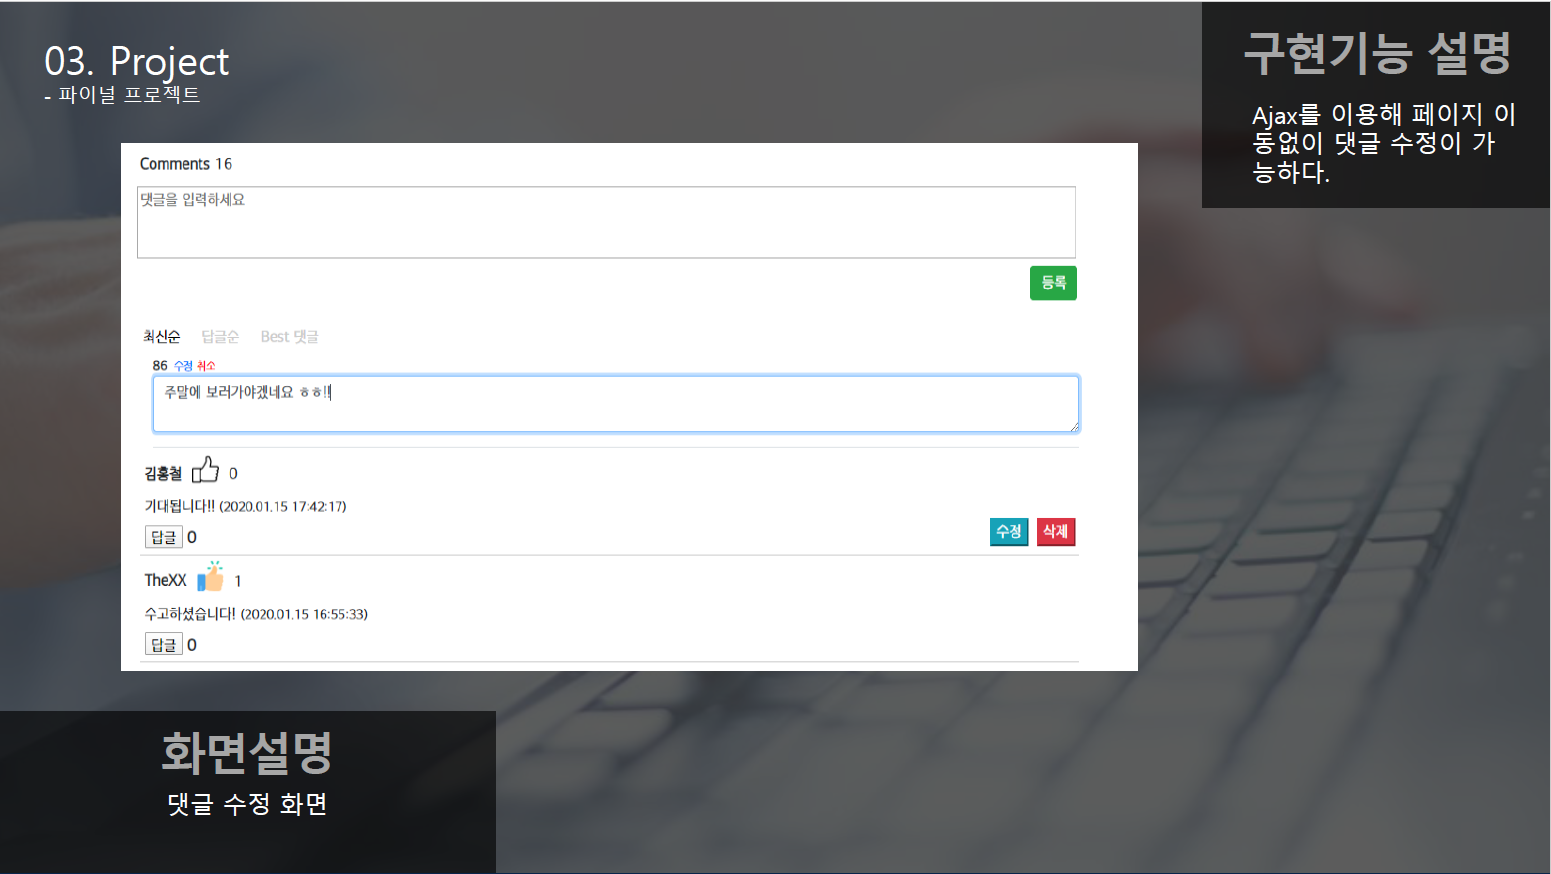 03. Project
- 파이널 프로젝트
구현기능 설명
Ajax를 이용해 페이지 이
동없이 댓글 수정이 가
능하다.
Comments 16
댓글을 입력하세요
등록
최신순 답글순 Best 댓글
86 수정 취소
주말에 보러가야겠네요 ㅎㅎ!!
김홍철 0
기대됩니다!! (2020.01.15 17:42:17)
답글 0
수정 삭제
TheXX 1
수고하셨습니다! (2020.01.15 16:55:33)
답글 0
화면설명
댓글 수정 화면